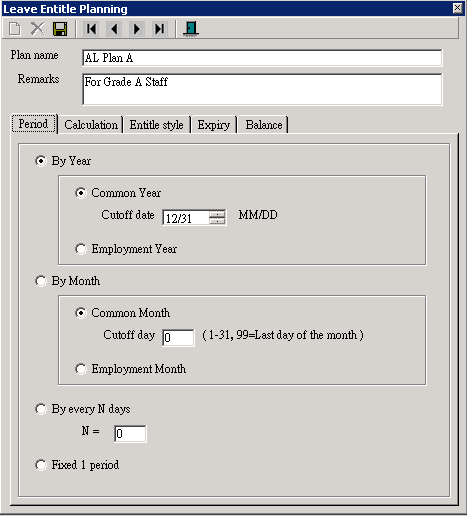 Leave Entitle Planning
Plan name AL Plan A
Remarks For Grade A Staff
Period Calculation Entitle style Expiry Balance
By Year
Common Year
Cutoff date 12/31 MM/DD
Employment Year
By Month
Common Month
Cutoff day 0 ( 1-31, 99=Last day of the month )
Employment Month
By every N days
N = 0
Fixed 1 period